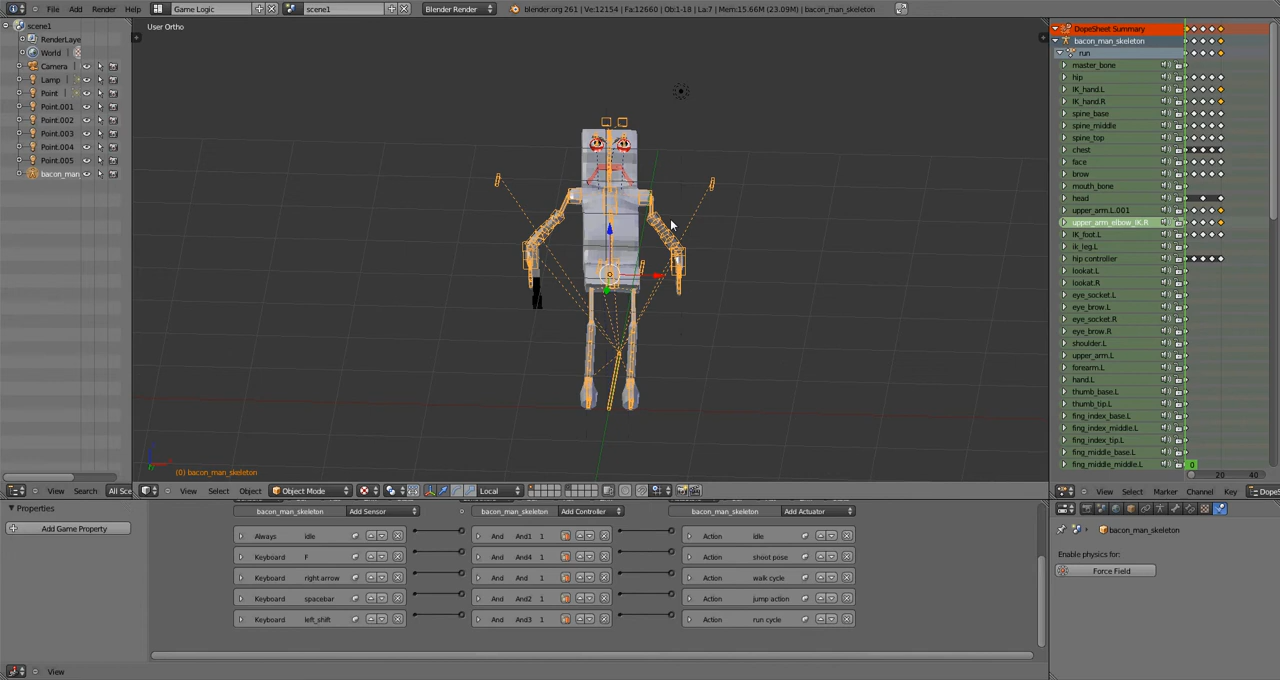 File Add Render Help Game Logic scene1 Blender Render blender.org 261 | Ve:12154 | Fa:12660 | Ob:1-18 | La:7 | Mem:15.66M (23.09M) | bacon_man_skeleton
scene1
RenderLaye
World
Camera
Lamp
Point
Point.001
Point.002
Point.003
Point.004
Point.005
bacon_man
View Search All Sce
User Ortho
(0) bacon_man_skeleton
View Select Object Object Mode Local
DopeSheet Summary
bacon_man_skeleton
run
master_bone
hip
IK_hand.L
IK_hand.R
spine_base
spine_middle
spine_top
chest
face
brow
mouth_bone
head
upper_arm.L.001
upper_arm_elbow_IK.R
IK_foot.L
ik_leg.L
hip controller
lookat.L
lookat.R
eye_socket.L
eye_brow.L
eye_socket.R
eye_brow.R
shoulder.L
upper_arm.L
forearm.L
hand.L
thumb_base.L
thumb_tip.L
fing_index_base.L
fing_index_middle.L
fing_index_tip.L
fing_middle_base.L
fing_middle_middle.L
0 20 40
View Select Marker Channel Key DopeS
Properties
Add Game Property
bacon_man_skeleton Add Sensor bacon_man_skeleton Add Controller bacon_man_skeleton Add Actuator
Always idle And And1 1 Action idle
Keyboard F And And4 1 Action shoot pose
Keyboard right arrow And And 1 Action walk cycle
Keyboard spacebar And And2 1 Action jump action
Keyboard left_shift And And3 1 Action run cycle
View
bacon_man_skeleton
Enable physics for:
Force Field